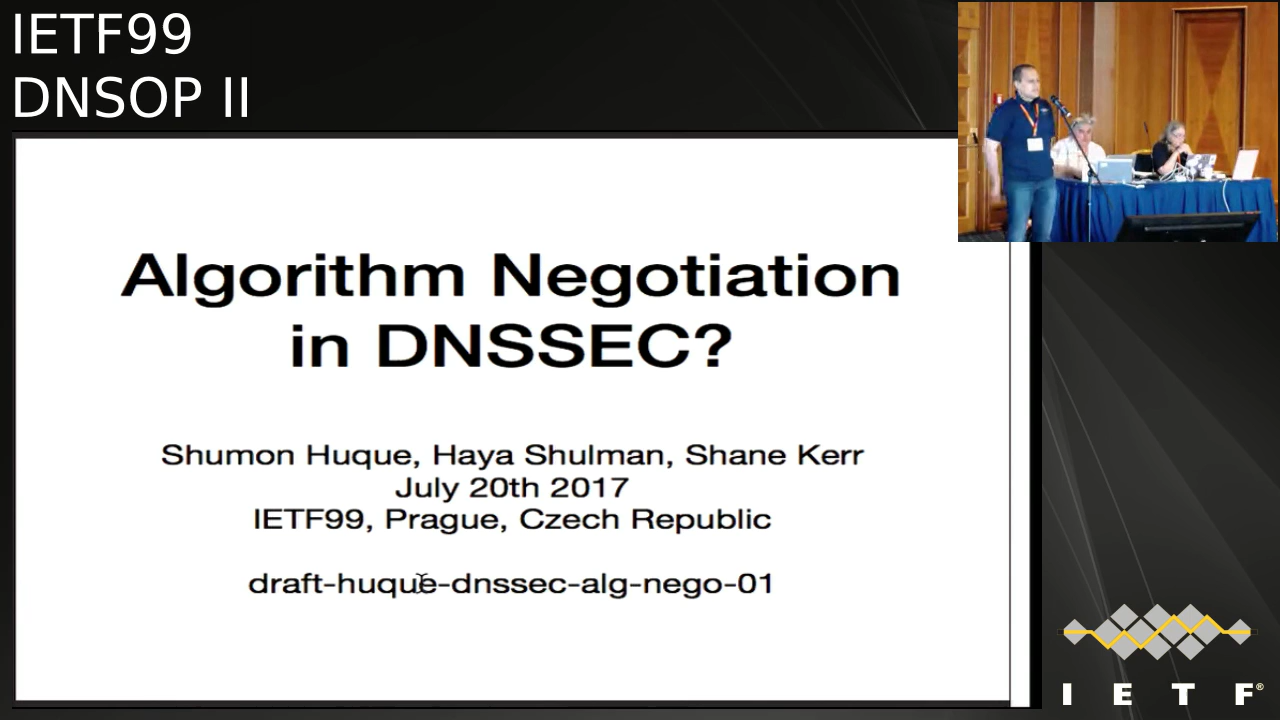 IETF99
DNSOP II
Algorithm Negotiation
in DNSSEC?
Shumon Huque, Haya Shulman, Shane Kerr
July 20th 2017
IETF99, Prague, Czech Republic
draft-huque-dnssec-alg-nego-01
I E T F®